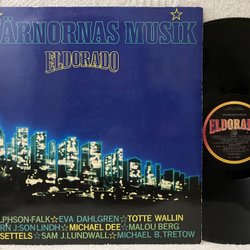 ÄRNORNAS MUSIK
ELDORADO
LPHSON-FALK☆EVA DAHLGREN☆TOTTE WALLIN
RN J:SON LINDH☆MICHAEL DEE☆MALOU BERG
SETTELS☆SAM J.LUNDWALL☆MICHAEL B. TRETOW
ELDORADO